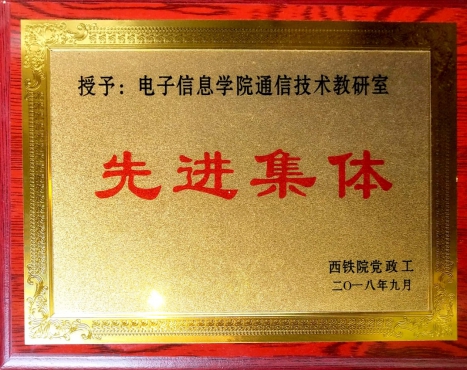 授予：电子信息学院通信技术教研室
先进集体
西铁院党政工
二〇一八年九月